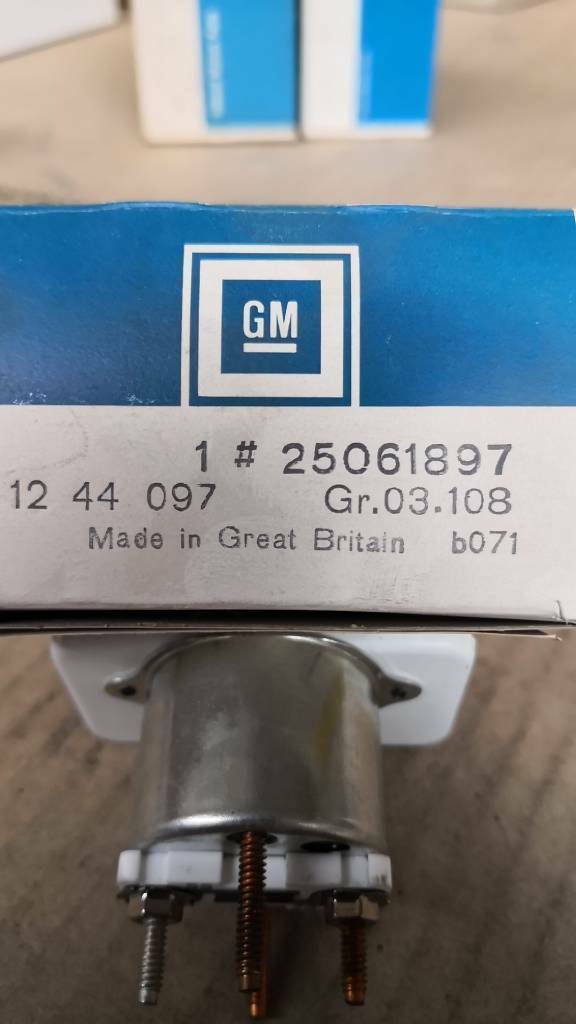 GM
1 # 25061897
12 44 097 Gr.03.108
Made in Great Britain b071